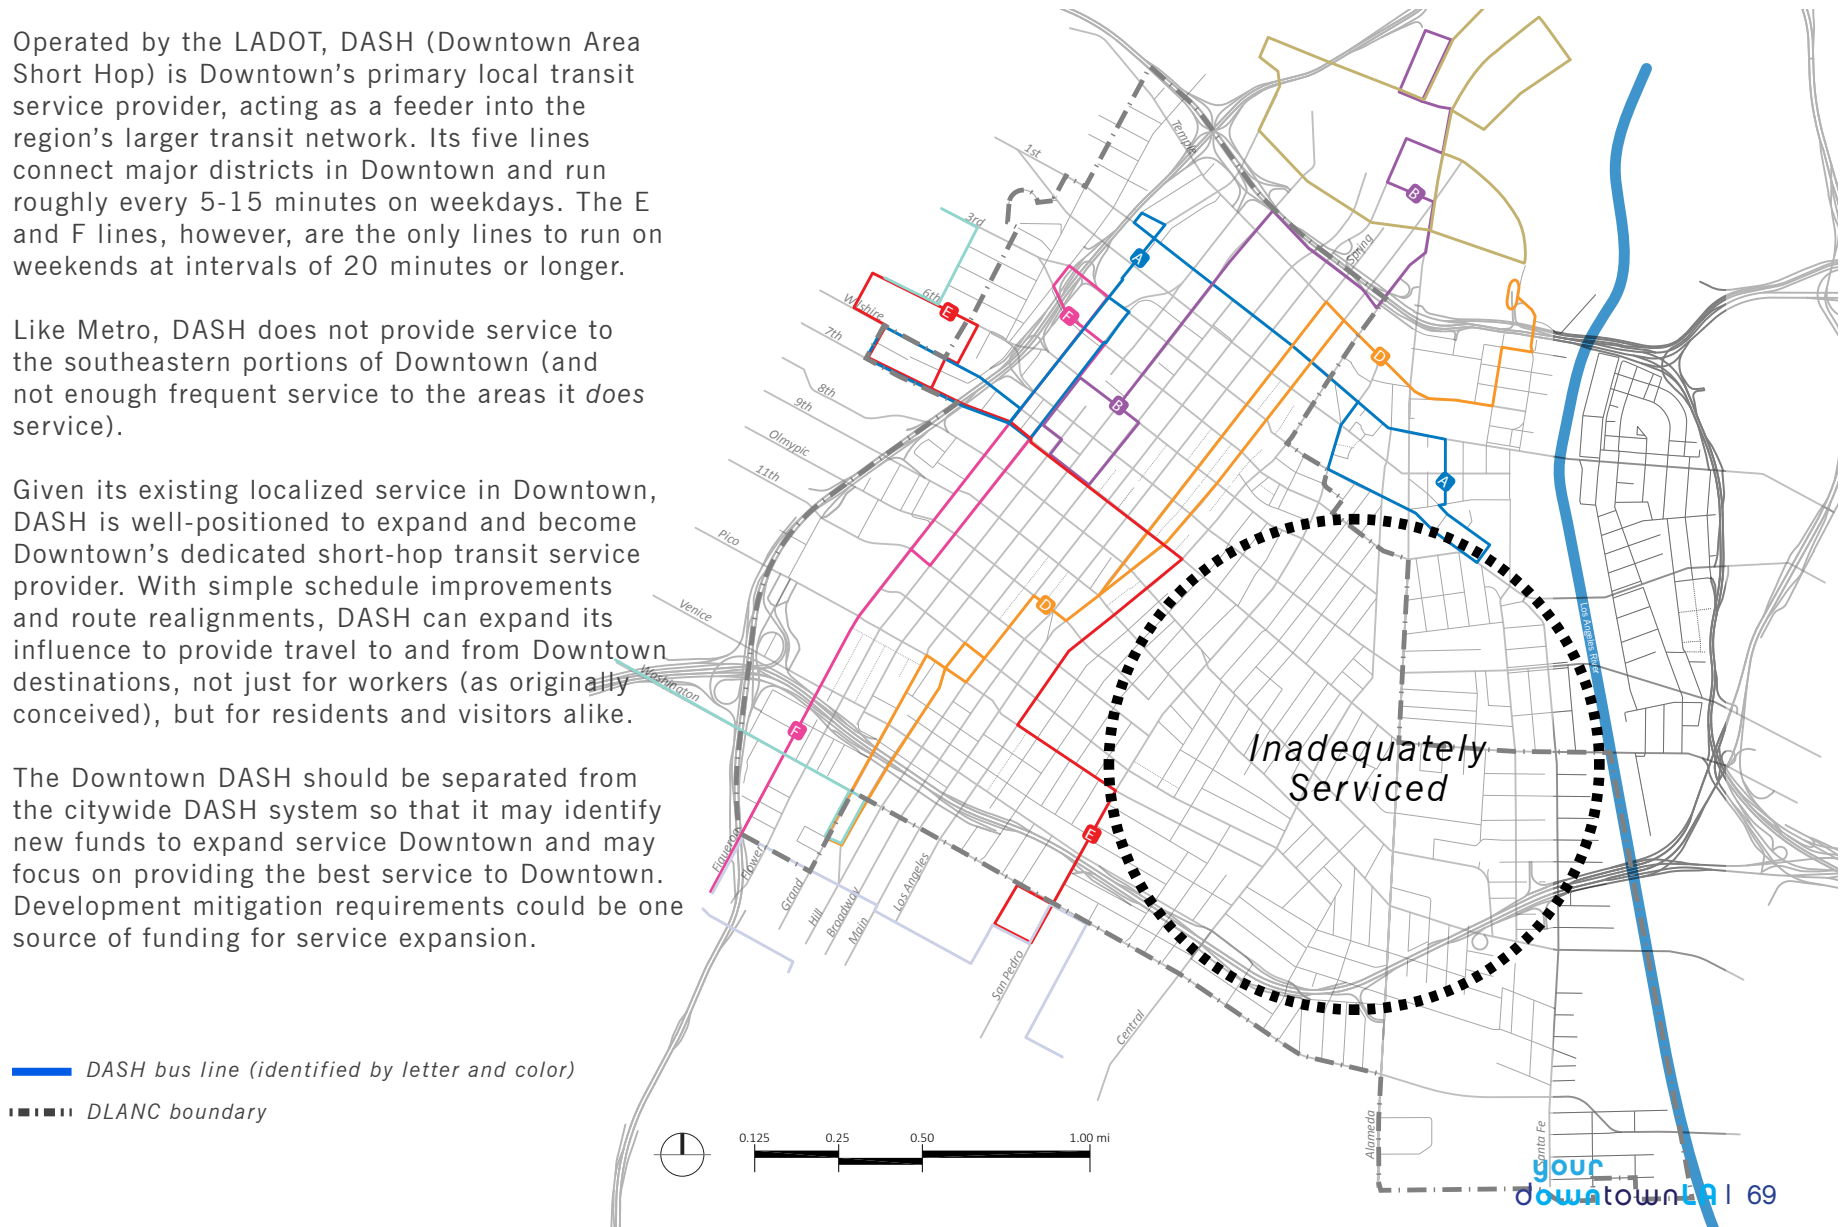 Operated by the LADOT, DASH (Downtown Area
Short Hop) is Downtown's primary local transit
service provider, acting as a feeder into the
region's larger transit network. Its five lines
connect major districts in Downtown and run
roughly every 5-15 minutes on weekdays. The E
and F lines, however, are the only lines to run on
weekends at intervals of 20 minutes or longer.
Like Metro, DASH does not provide service to
the southeastern portions of Downtown (and
not enough frequent service to the areas it does
service).
Given its existing localized service in Downtown,
DASH is well-positioned to expand and become
Downtown's dedicated short-hop transit service
provider. With simple schedule improvements
and route realignments, DASH can expand its
influence to provide travel to and from Downtown
destinations, not just for workers (as originally
conceived), but for residents and visitors alike.
The Downtown DASH should be separated from
the citywide DASH system so that it may identify
new funds to expand service Downtown and may
focus on providing the best service to Downtown.
Development mitigation requirements could be one
source of funding for service expansion.
DASH bus line (identified by letter and color)
DLANC boundary
Temple
1st
3rd
6th
Wilshire
7th
8th
9th
Olmypic
11th
Pico
Venice
Washington
Spring
A
B
F
E
D
B
A
D
F
E
Inadequately
Serviced
Los Angeles River
Figueroa
Flower
Grand
Hill
Broadway
Main
Los Angeles
San Pedro
Central
Alameda
Santa Fe
0.125
0.25
0.50
1.00 mi
your
downtownLA | 69